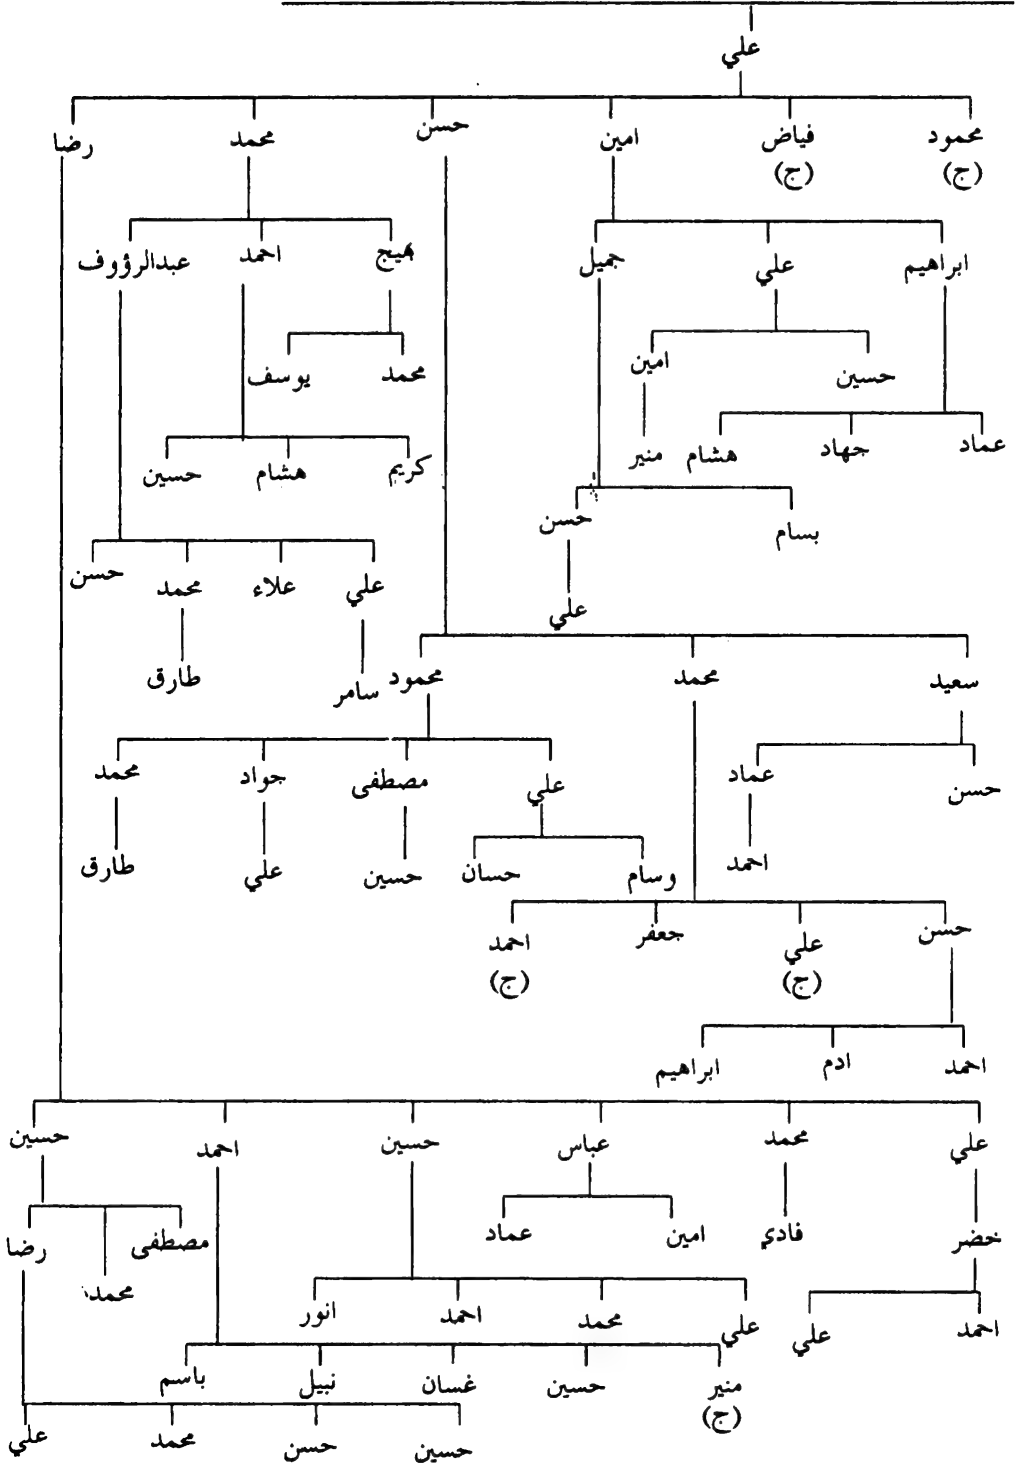 علي
محمود فياض امين حسن محمد رضا
(ج) (ج)
ابراهيم علي جميل هيج احمد عبدالرؤوف
حسين امين محمد يوسف
عماد جهاد هشام منير كريم هشام حسين
بسام حسن
علي علاء محمد حسن
علي
سعيد محمد محمود سامر طارق
حسن عماد علي مصطفى جواد محمد
احمد وسام حسان حسين علي طارق
حسن علي جعفر احمد
(ج) (ج)
احمد ادم ابراهيم
علي محمد عباس حسين احمد حسين
خضر فادي امين عماد مصطفى رضا
محمد
احمد علي علي محمد احمد انور
منير حسين غسان نبيل باسم
(ج)
حسين حسن محمد علي